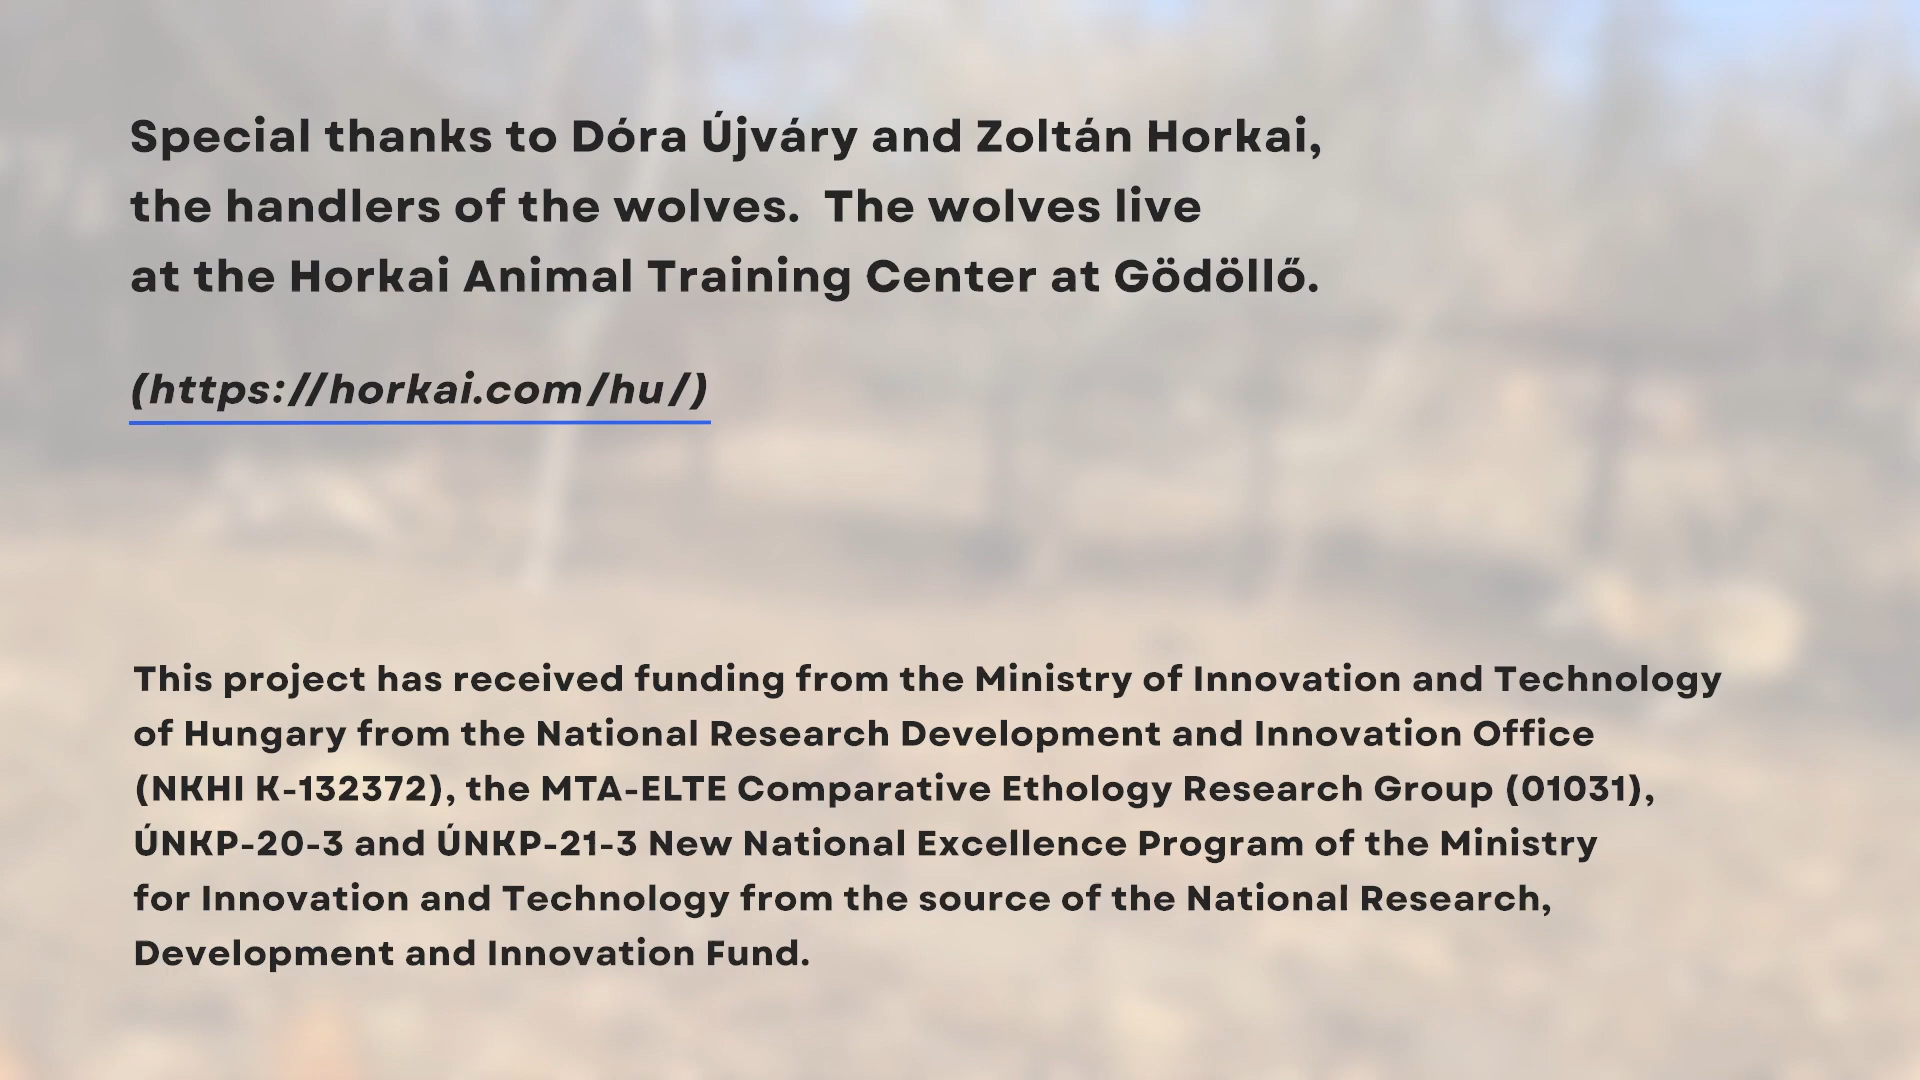 Special thanks to Dóra Újváry and Zoltán Horkai,
the handlers of the wolves.  The wolves live
at the Horkai Animal Training Center at Gödöllő.
(https://horkai.com/hu/)
This project has received funding from the Ministry of Innovation and Technology
of Hungary from the National Research Development and Innovation Office
(NKHI K-132372), the MTA-ELTE Comparative Ethology Research Group (01031),
ÚNKP-20-3 and ÚNKP-21-3 New National Excellence Program of the Ministry
for Innovation and Technology from the source of the National Research,
Development and Innovation Fund.